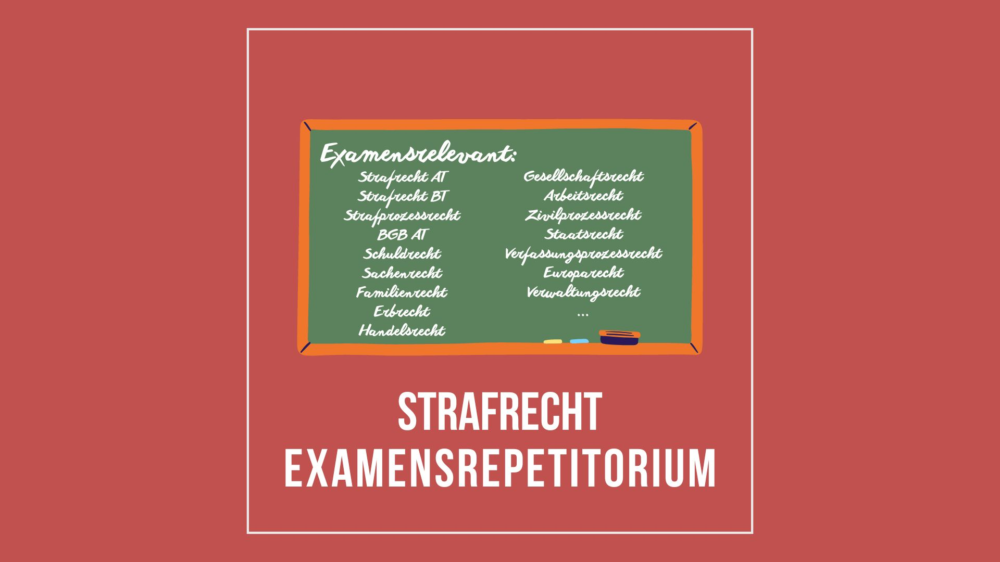 Examensrelevant:
Strafrecht AT
Strafrecht BT
Strafprozessrecht
BGB AT
Schuldrecht
Sachenrecht
Familienrecht
Erbrecht
Handelsrecht
Gesellschaftsrecht
Arbeitsrecht
Zivilprozessrecht
Staatsrecht
Verfassungsprozessrecht
Europarecht
Verwaltungsrecht
...
STRAFRECHT
EXAMENSREPETITORIUM